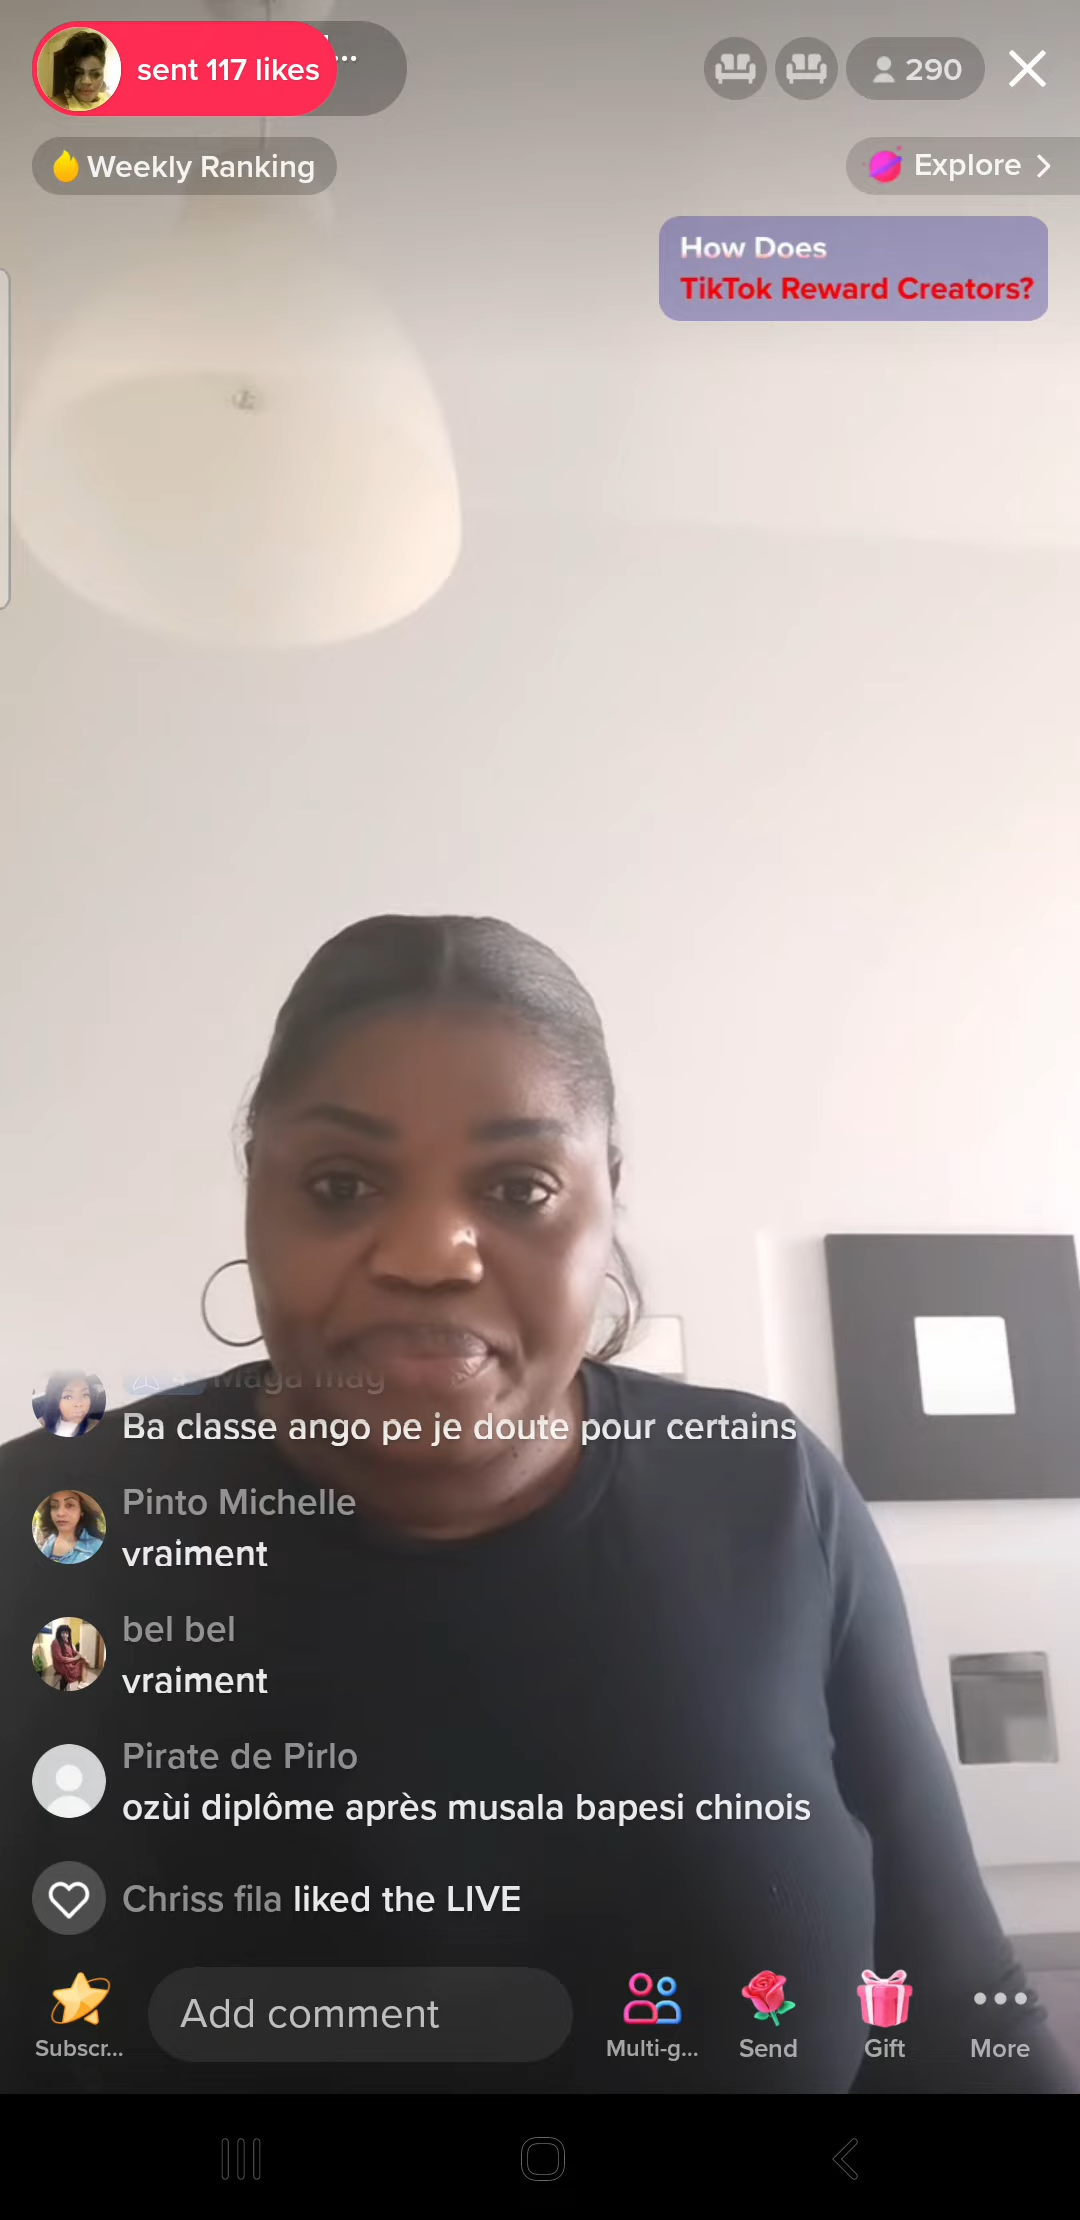 sent 117 likes
...
290
Weekly Ranking
Explore
How Does
TikTok Reward Creators?
Maga mag
Ba classe ango pe je doute pour certains
Pinto Michelle
vraiment
bel bel
vraiment
Pirate de Pirlo
ozùi diplôme après musala bapesi chinois
Chriss fila liked the LIVE
Subscr...
Add comment
Multi-g...
Send
Gift
More